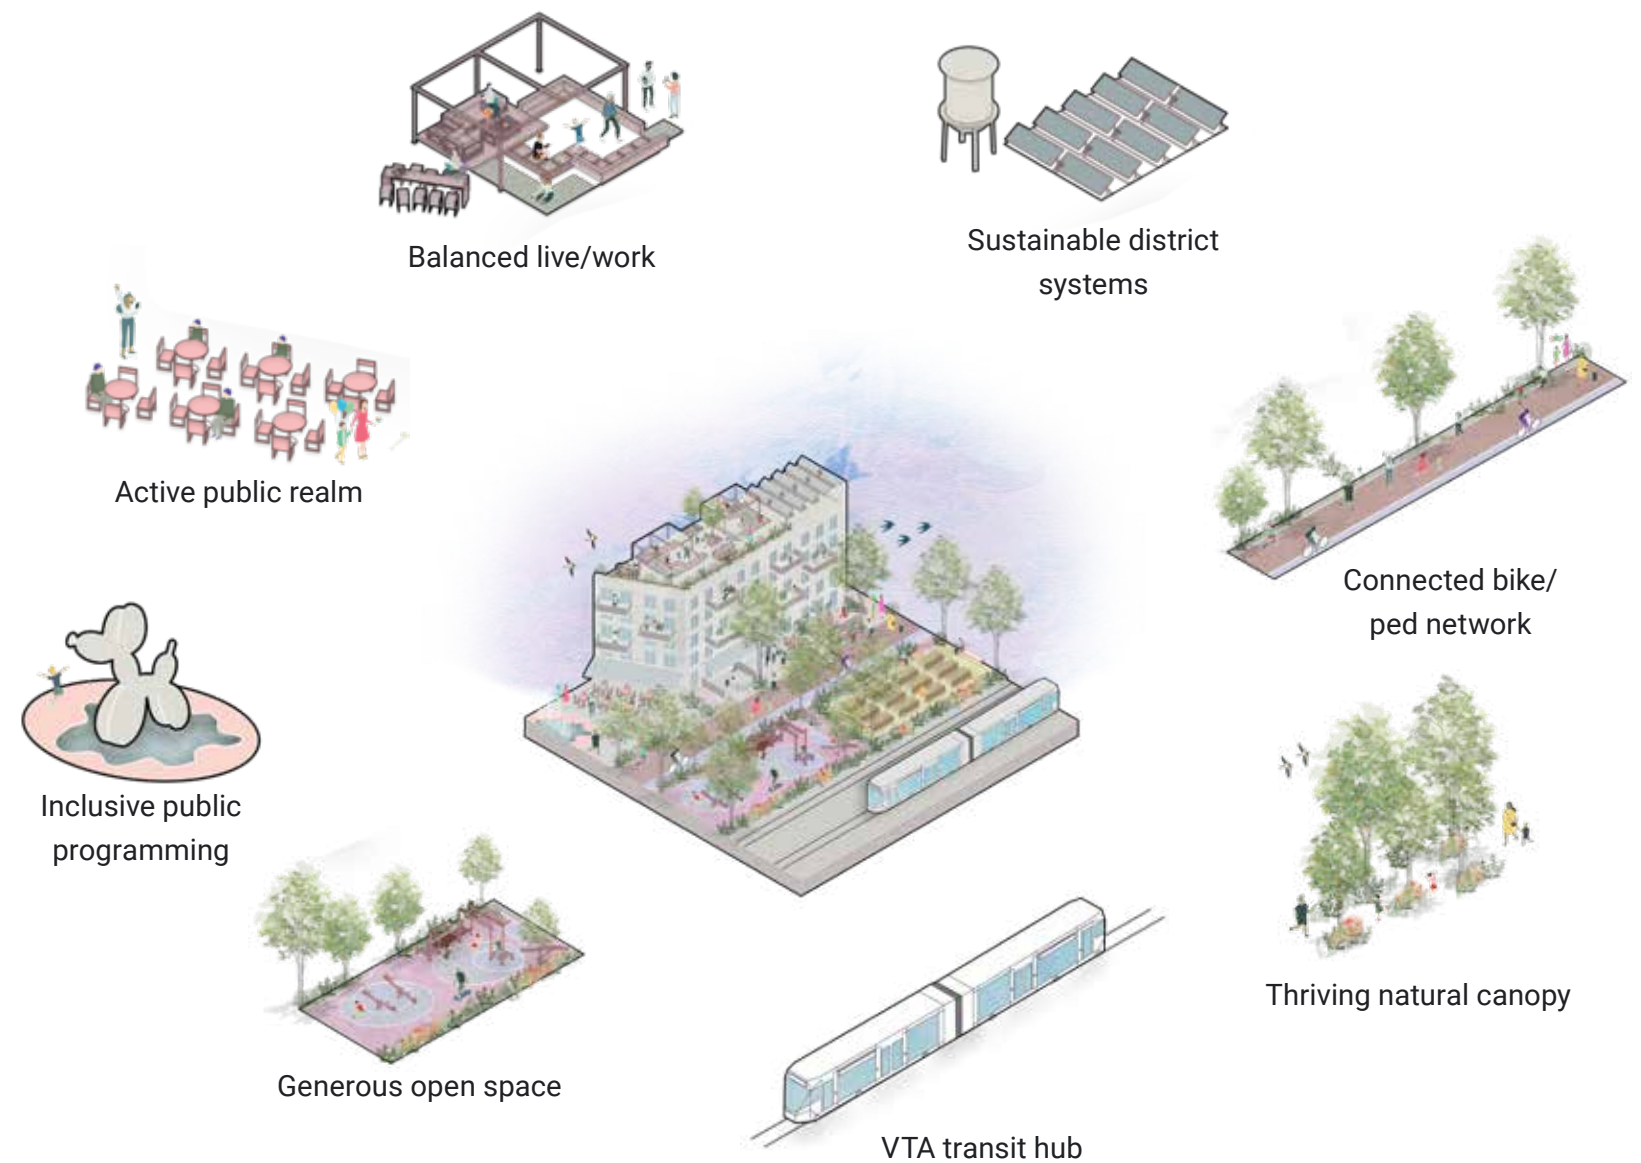 Balanced live/work
Sustainable district
systems
Active public realm
Connected bike/
ped network
Inclusive public
programming
Thriving natural canopy
Generous open space
VTA transit hub